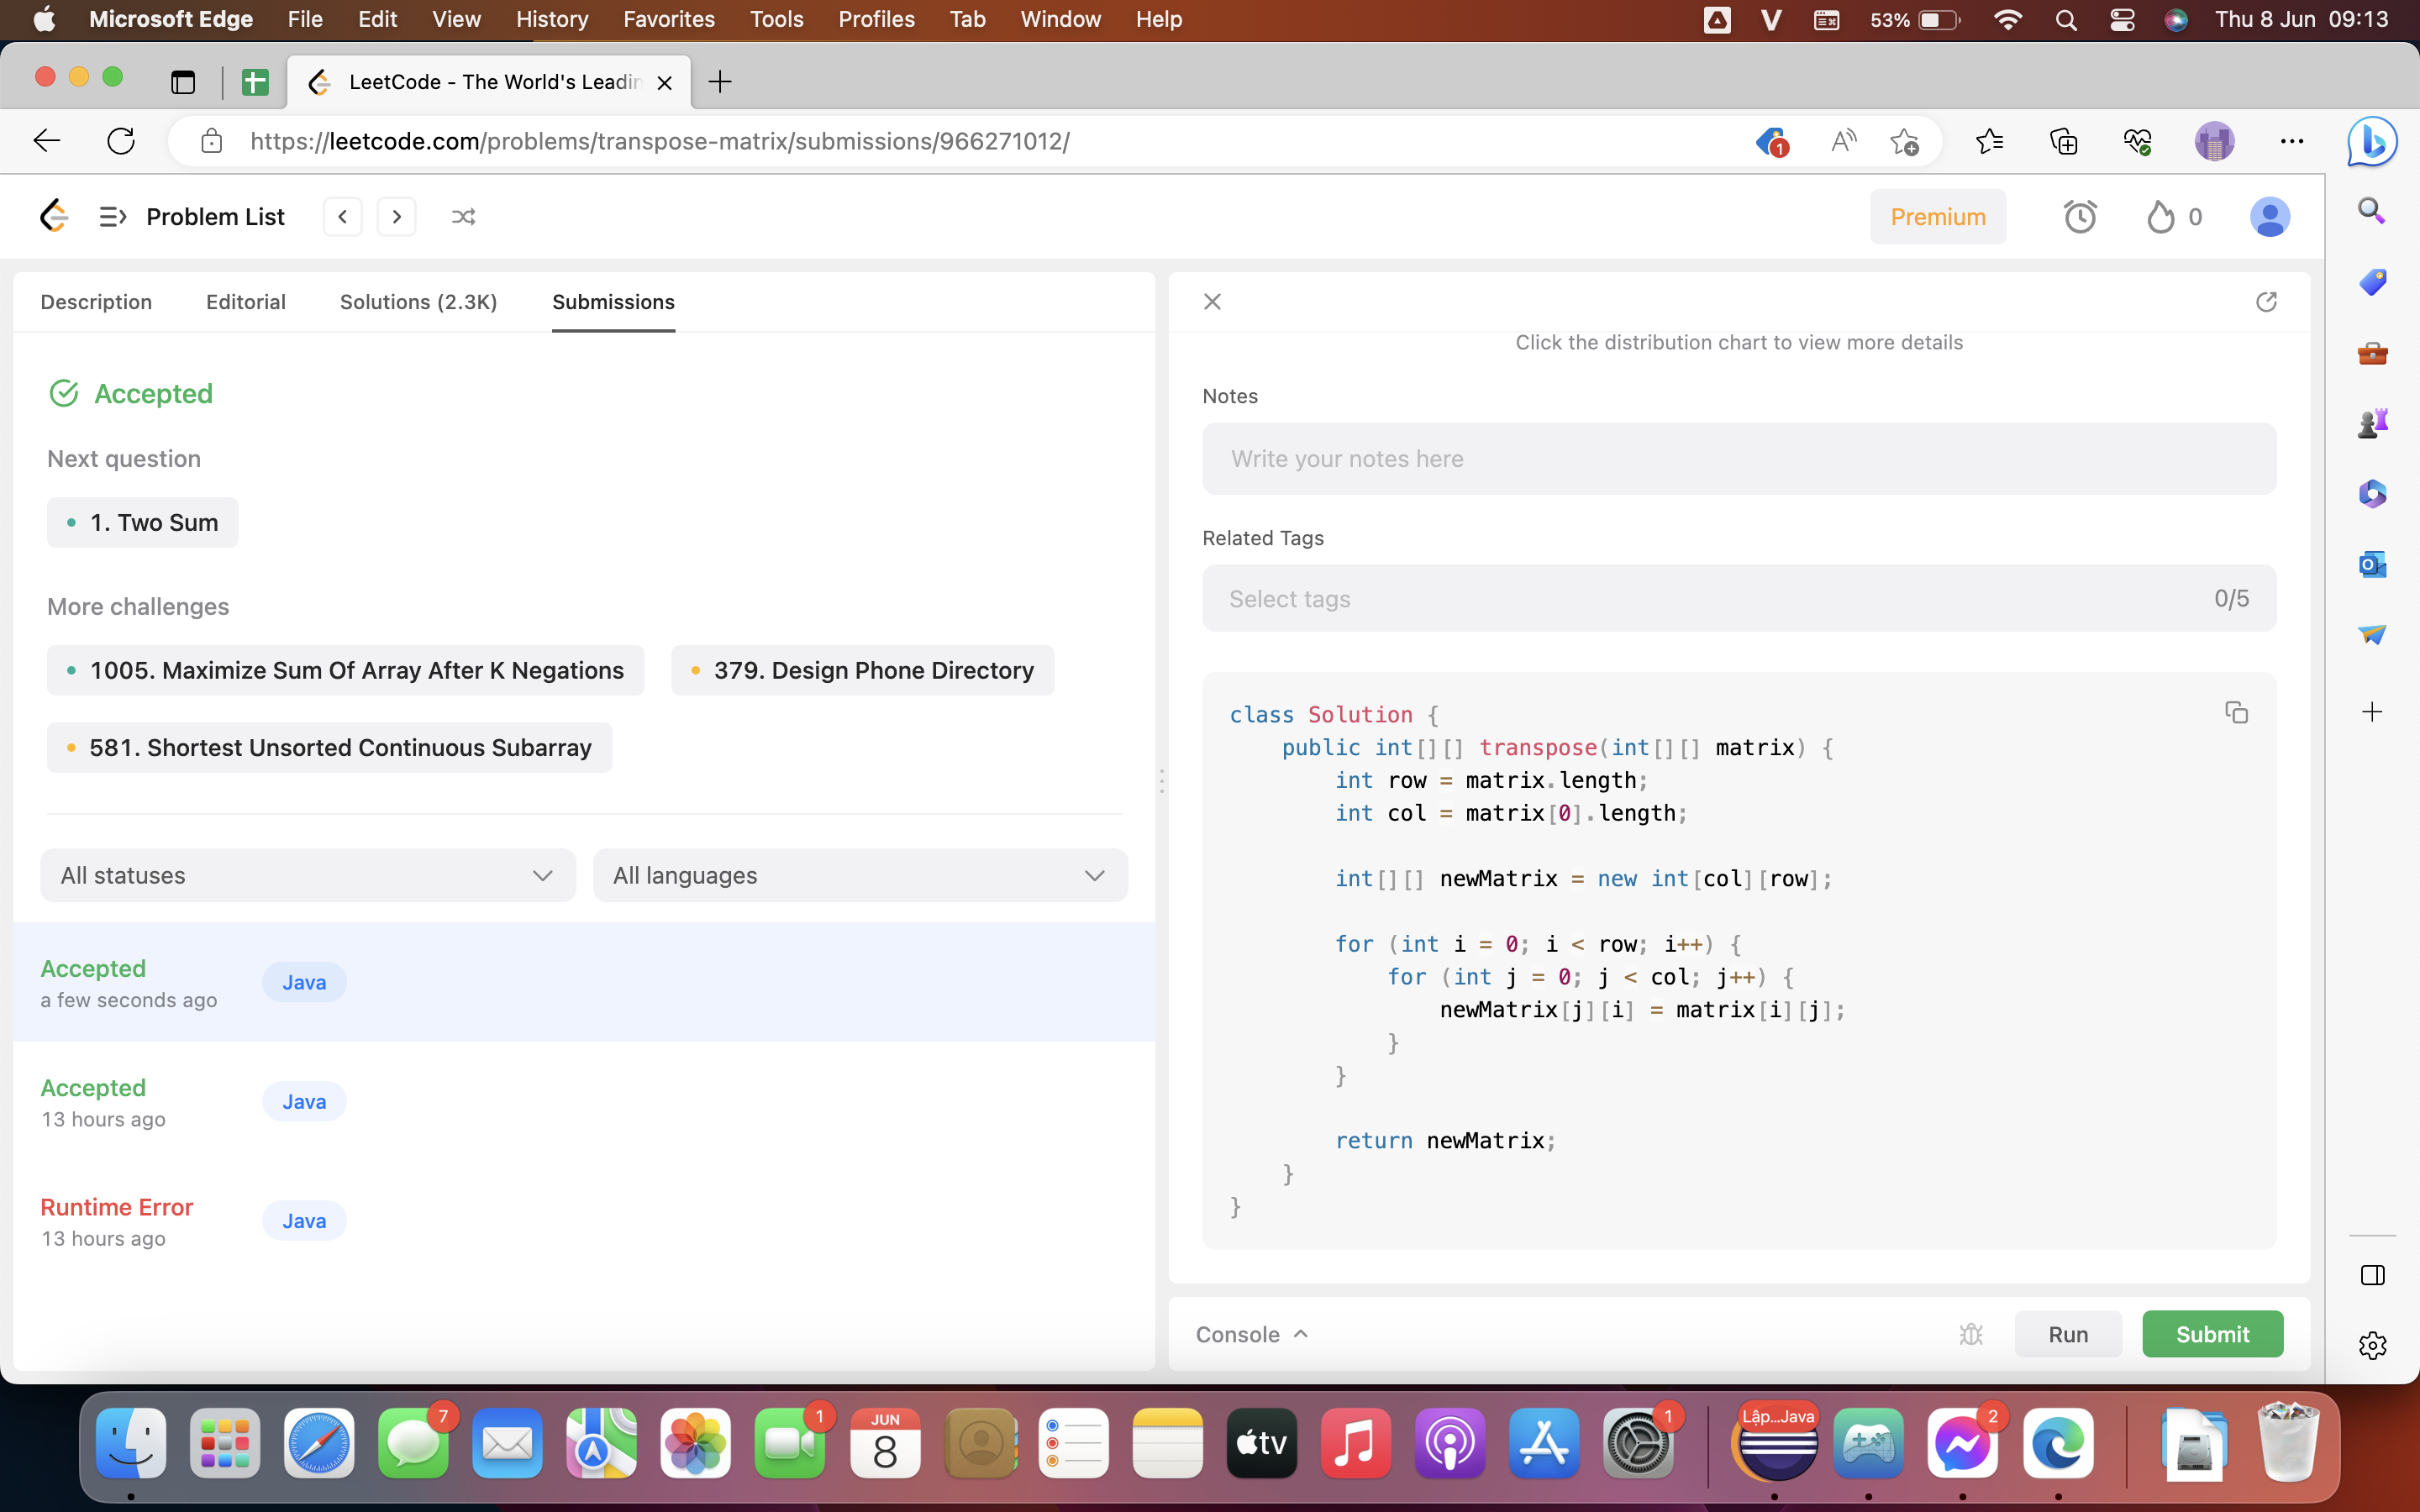 Microsoft Edge File Edit View History Favorites Tools Profiles Tab Window Help 53% Thu 8 Jun 09:13
LeetCode - The World's Leadin
https://leetcode.com/problems/transpose-matrix/submissions/966271012/
1
Problem List
Premium
0
Description Editorial Solutions (2.3K) Submissions
Accepted
Next question
1. Two Sum
More challenges
1005. Maximize Sum Of Array After K Negations
379. Design Phone Directory
581. Shortest Unsorted Continuous Subarray
All statuses
All languages
Accepted
a few seconds ago
Java
Accepted
13 hours ago
Java
Runtime Error
13 hours ago
Java
Click the distribution chart to view more details
Notes
Write your notes here
Related Tags
Select tags 0/5
class Solution {
    public int[][] transpose(int[][] matrix) {
        int row = matrix.length;
        int col = matrix[0].length;
        int[][] newMatrix = new int[col][row];
        for (int i = 0; i < row; i++) {
            for (int j = 0; j < col; j++) {
                newMatrix[j][i] = matrix[i][j];
            }
        }
        return newMatrix;
    }
}
Console
Run
Submit
7
1
JUN
8
tv
1
Lập...Java
2